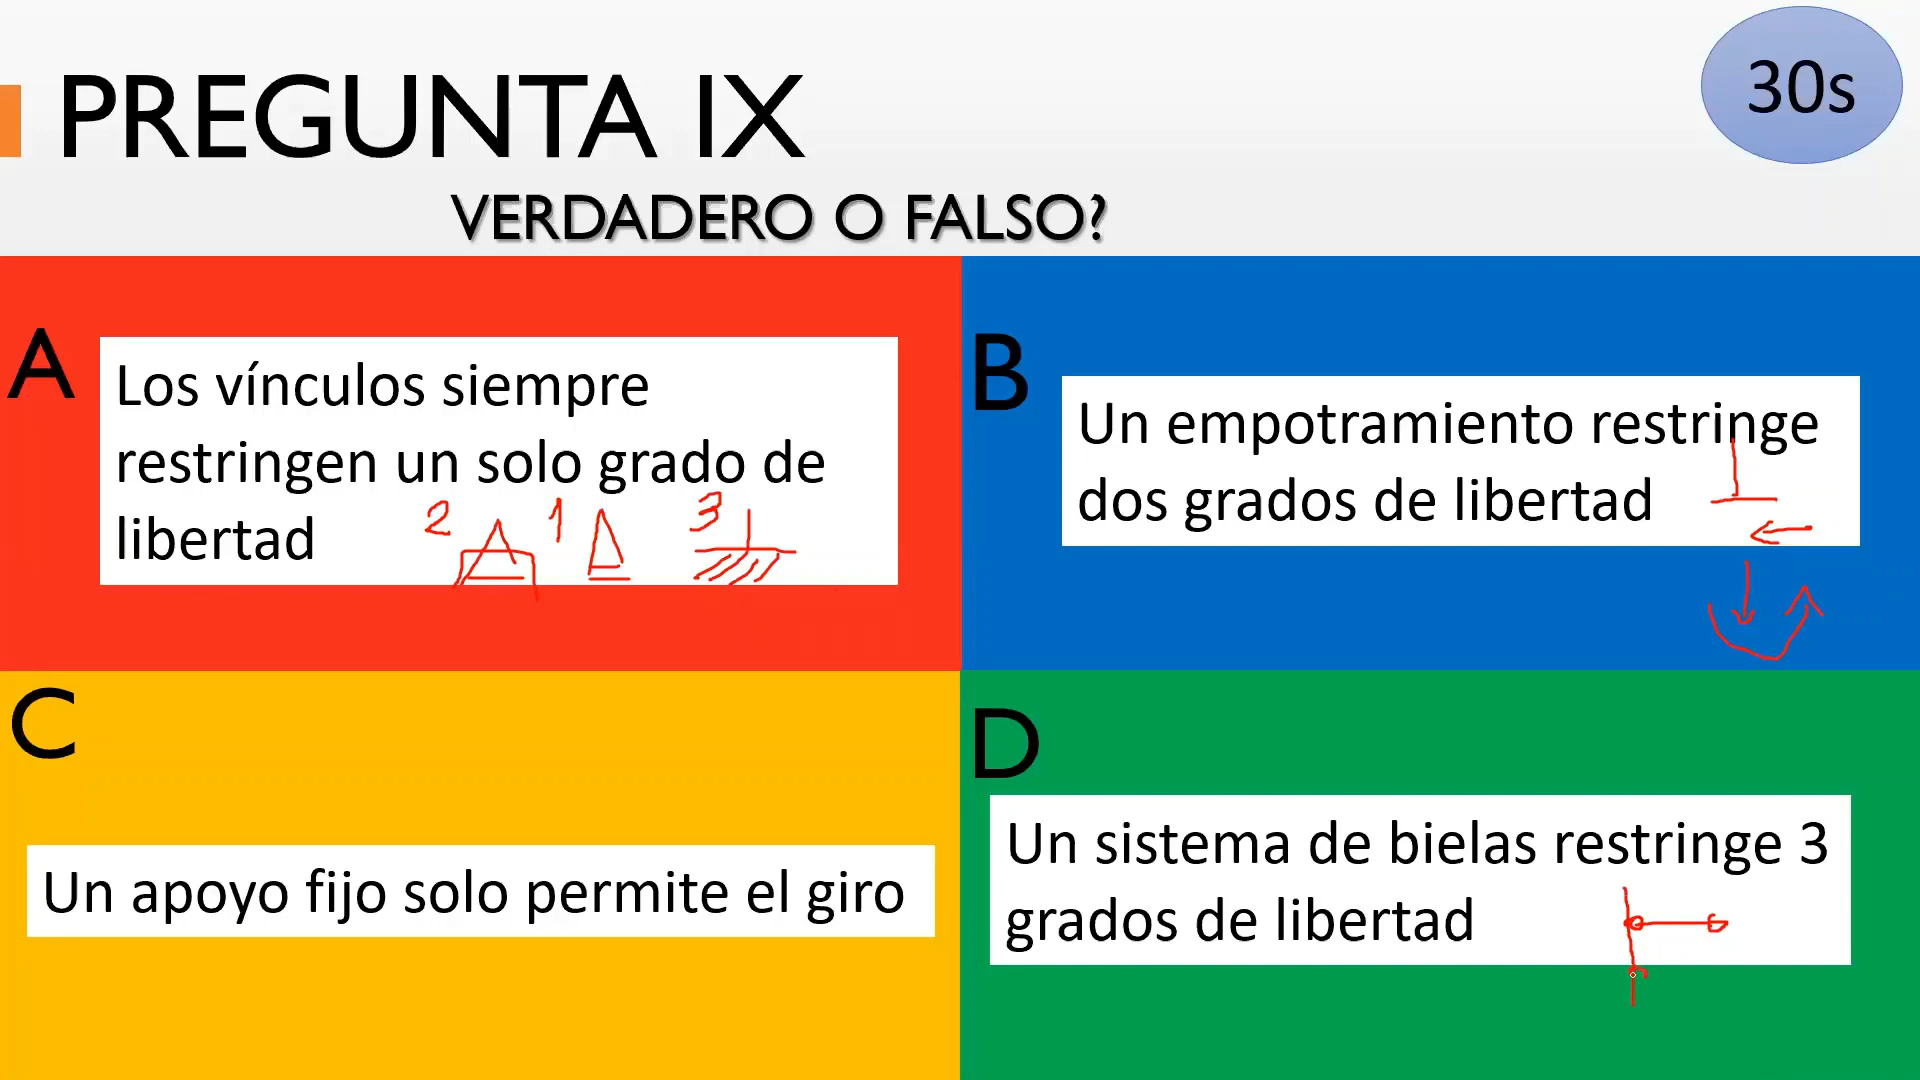 PREGUNTA IX
30s
VERDADERO O FALSO?
A
Los vínculos siempre
restringen un solo grado de
libertad
2 1 3
B
Un empotramiento restringe
dos grados de libertad
C
Un apoyo fijo solo permite el giro
D
Un sistema de bielas restringe 3
grados de libertad